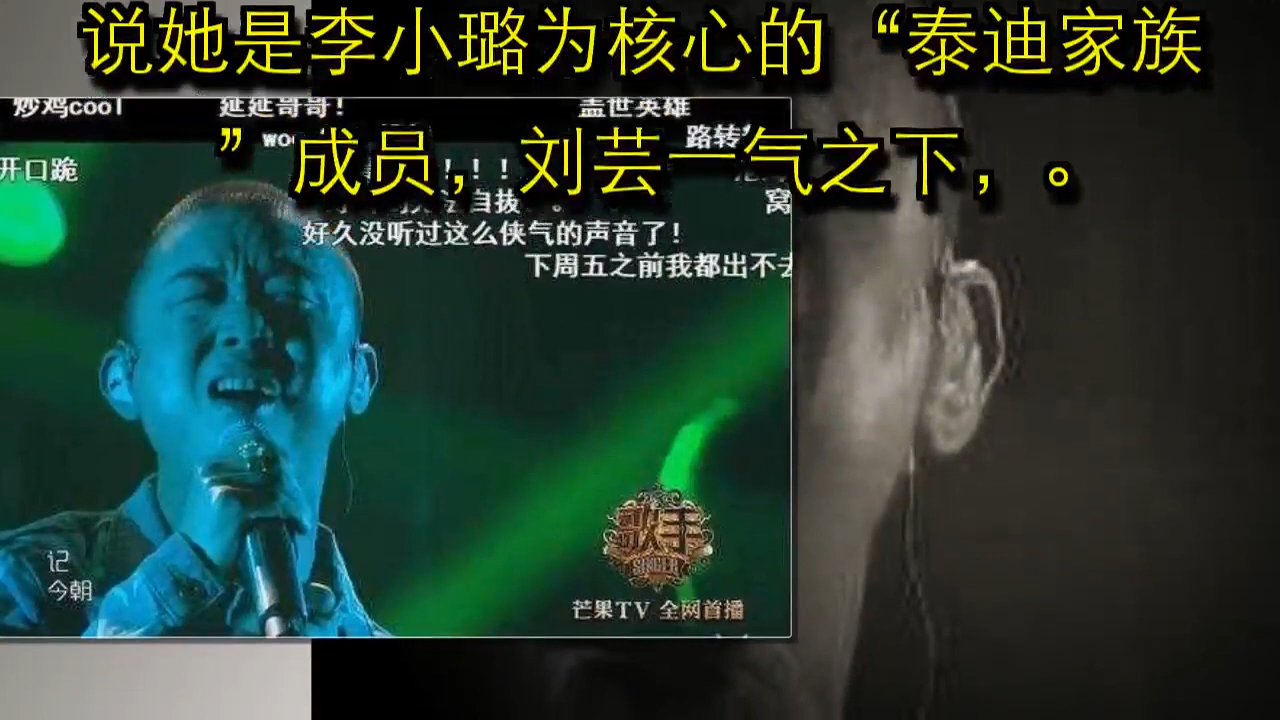 说她是李小璐为核心的“泰迪家族
”成员，刘芸一气之下，。
炒鸡cool
延延哥哥！
盖世英雄
路转
开口跪
！！！
自拔
窝
好久没听过这么侠气的声音了！
下周五之前我都出不去
歌手
SINGER
记
今朝
芒果TV 全网首播